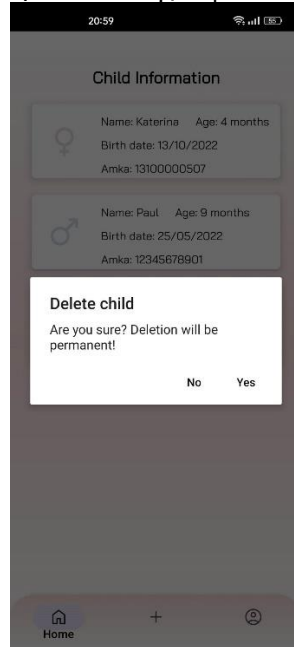 20:59
55
Child Information
Name: Katerina Age: 4 months
Birth date: 13/10/2022
Amka: 13100000507
Name: Paul Age: 9 months
Birth date: 25/05/2022
Amka: 12345678901
Delete child
Are you sure? Deletion will be
permanent!
No Yes
Home